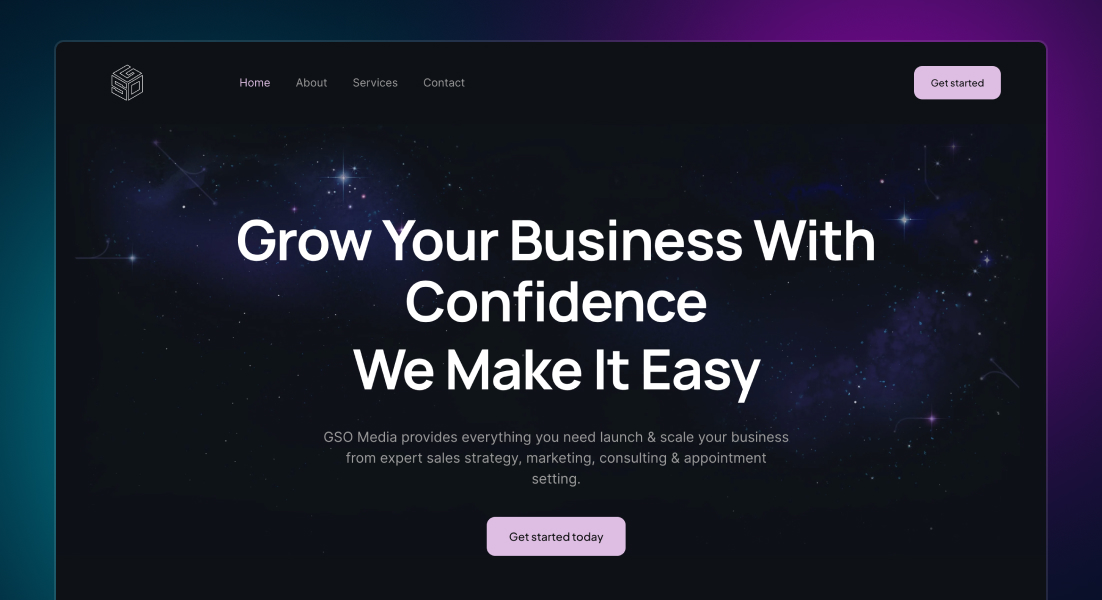 Home About Services Contact Get started
Grow Your Business With
Confidence
We Make It Easy
GSO Media provides everything you need launch & scale your business
from expert sales strategy, marketing, consulting & appointment
setting.
Get started today